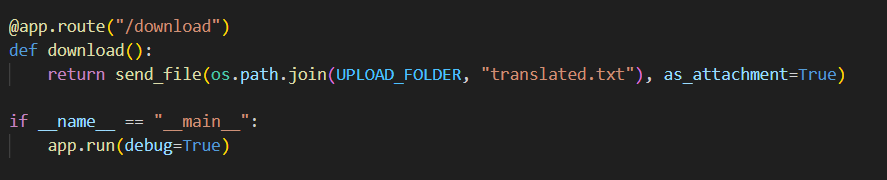 @app.route("/download")
def download():
    return send_file(os.path.join(UPLOAD_FOLDER, "translated.txt"), as_attachment=True)
if __name__ == "__main__":
    app.run(debug=True)